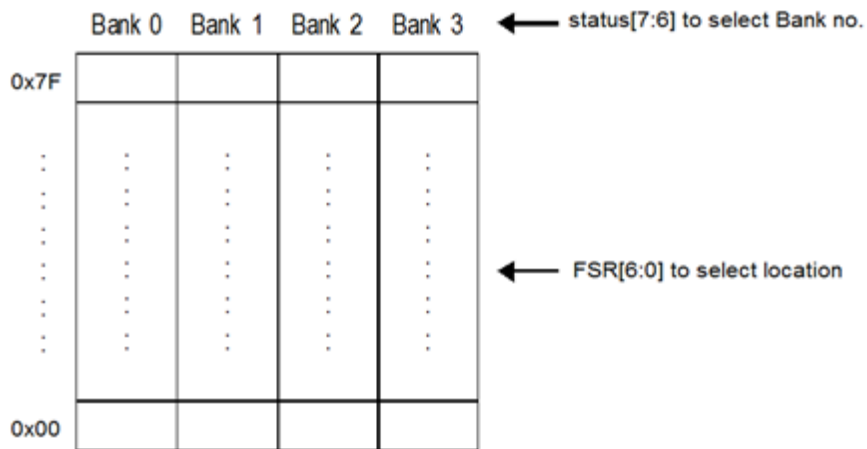 Bank 0 Bank 1 Bank 2 Bank 3 status[7:6] to select Bank no.
0x7F
FSR[6:0] to select location
0x00